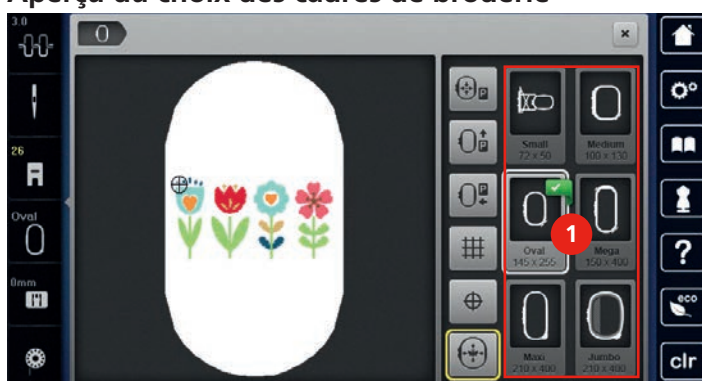 Aperçu du choix des cadres de broderie
3.0
0
P
Small
72 x 50
Medium
100 x 130
P
26
P
Oval
Oval
145 x 255
1
Mega
150 x 400
?
0mm
eco
Maxi
210 x 400
Jumbo
210 x 400
clr